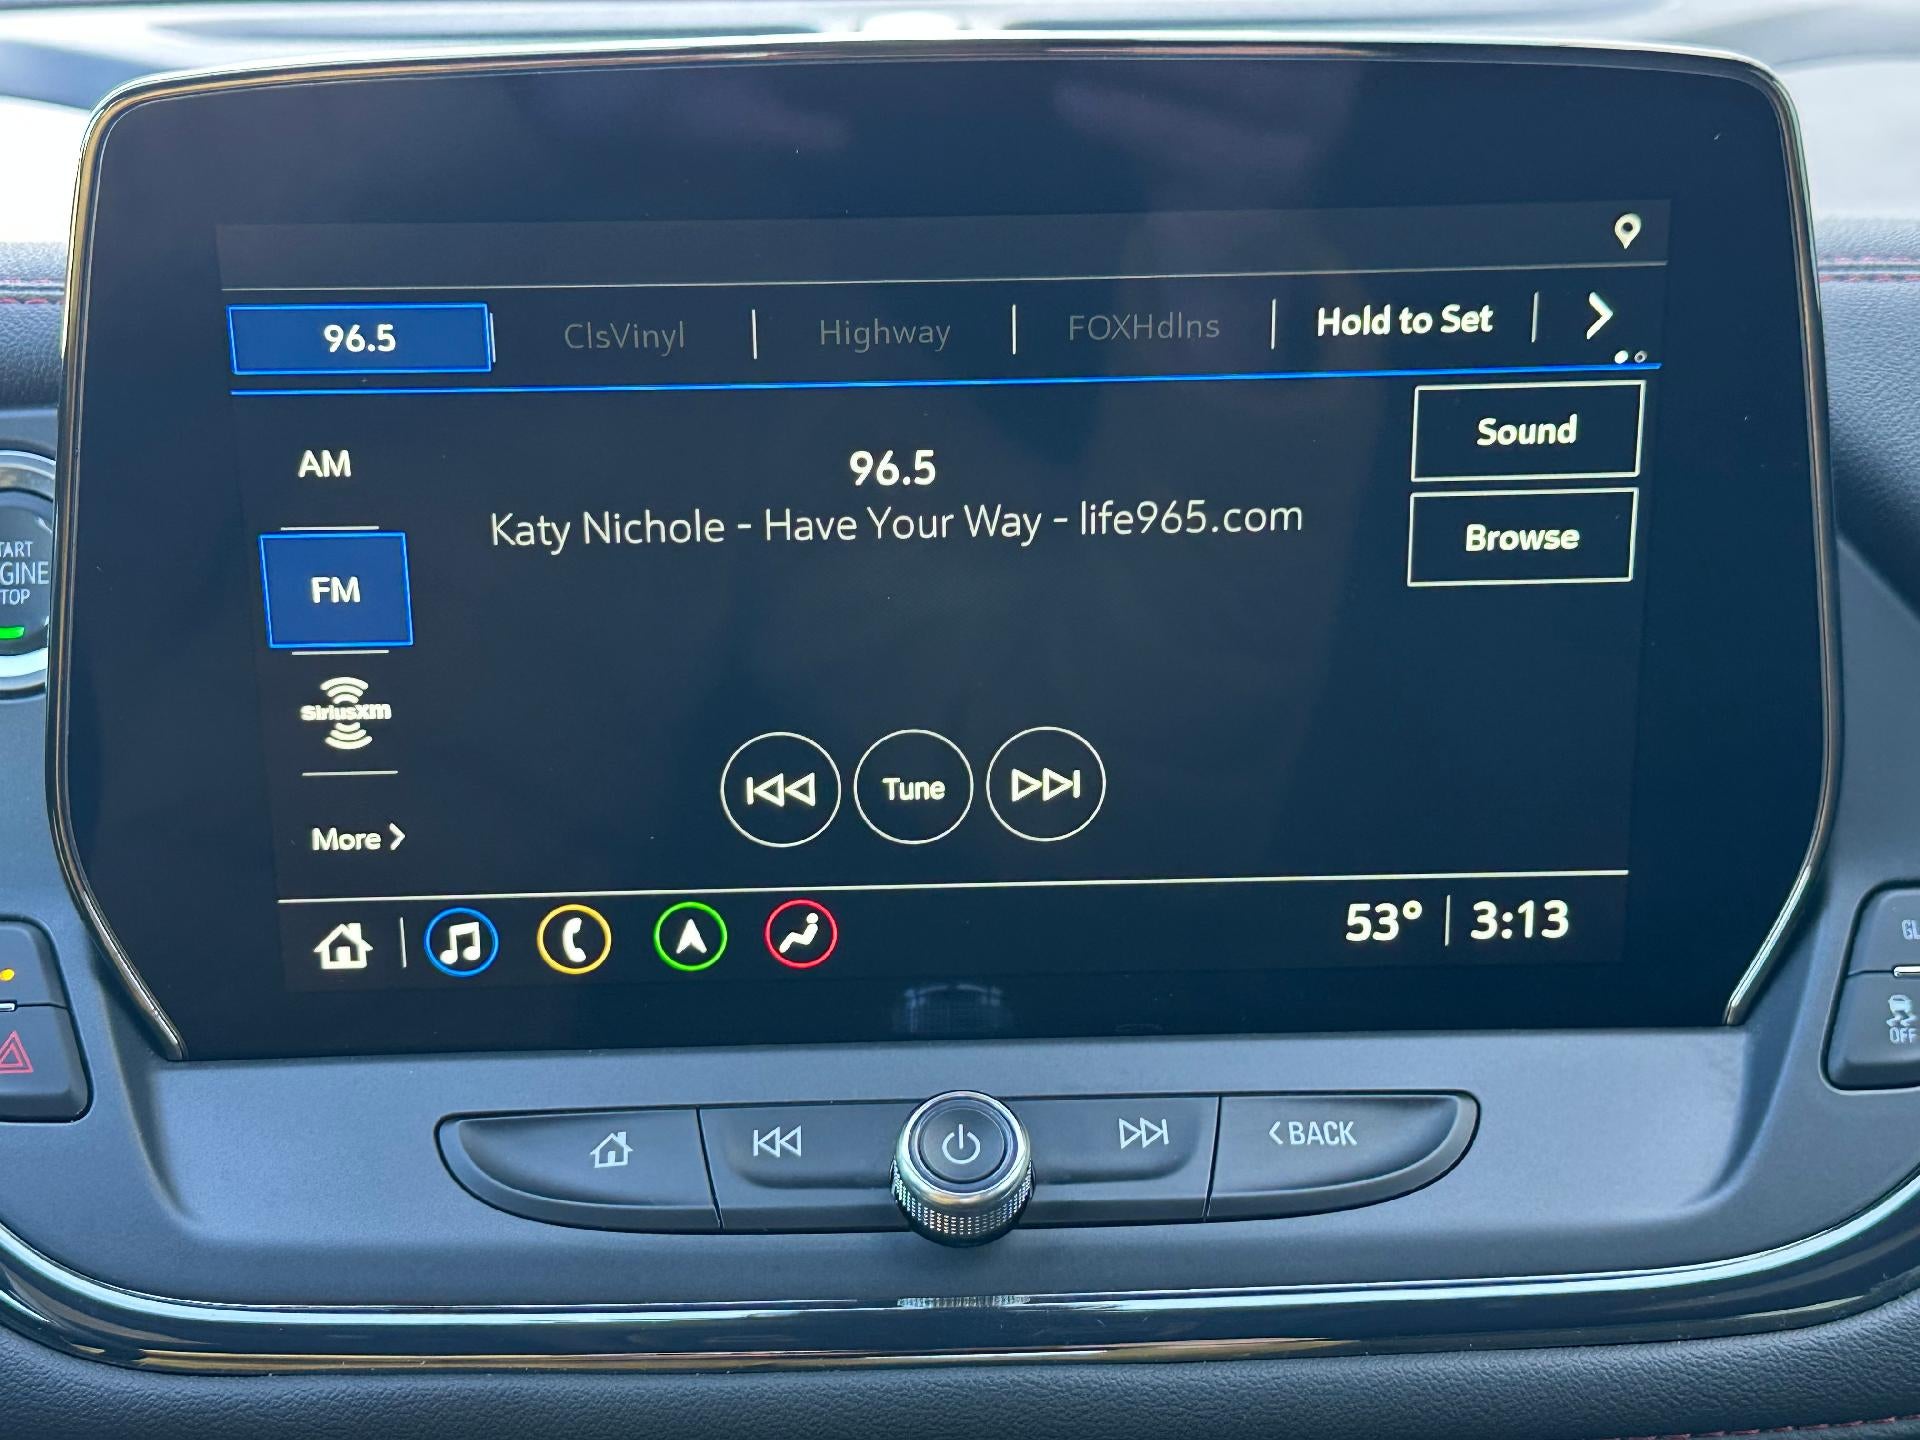 96.5 ClsVinyl Highway FOXHdlns Hold to Set
AM
96.5
Sound
Katy Nichole - Have Your Way - life965.com
Browse
FM
SiriusXM
Tune
More
53° 3:13
BACK
OFF